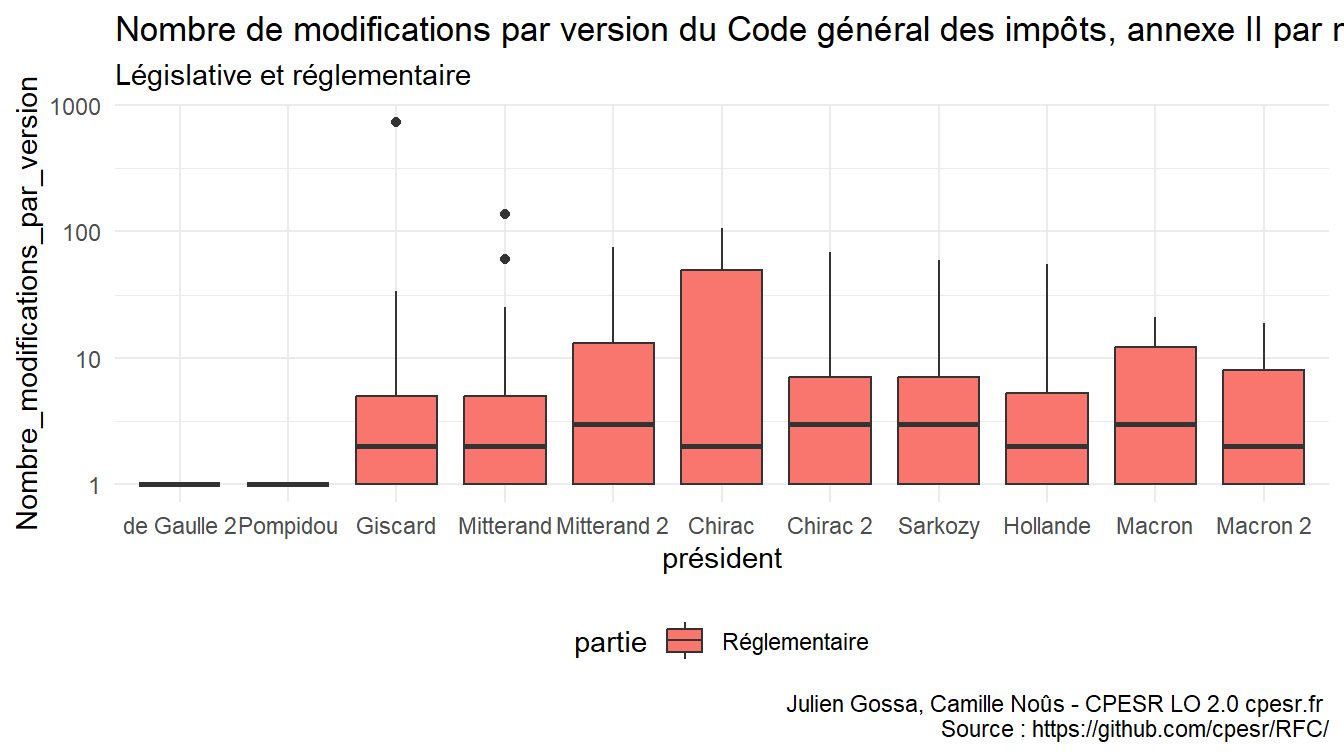 Nombre de modifications par version du Code général des impôts, annexe II par
Législative et réglementaire
Nombre_modifications_par_version
1000
100
10
1
de Gaulle 2 Pompidou Giscard Mitterand Mitterand 2 Chirac Chirac 2 Sarkozy Hollande Macron Macron 2
président
partie Réglementaire
Julien Gossa, Camille Noûs - CPESR LO 2.0 cpesr.fr
Source : https://github.com/cpesr/RFC/